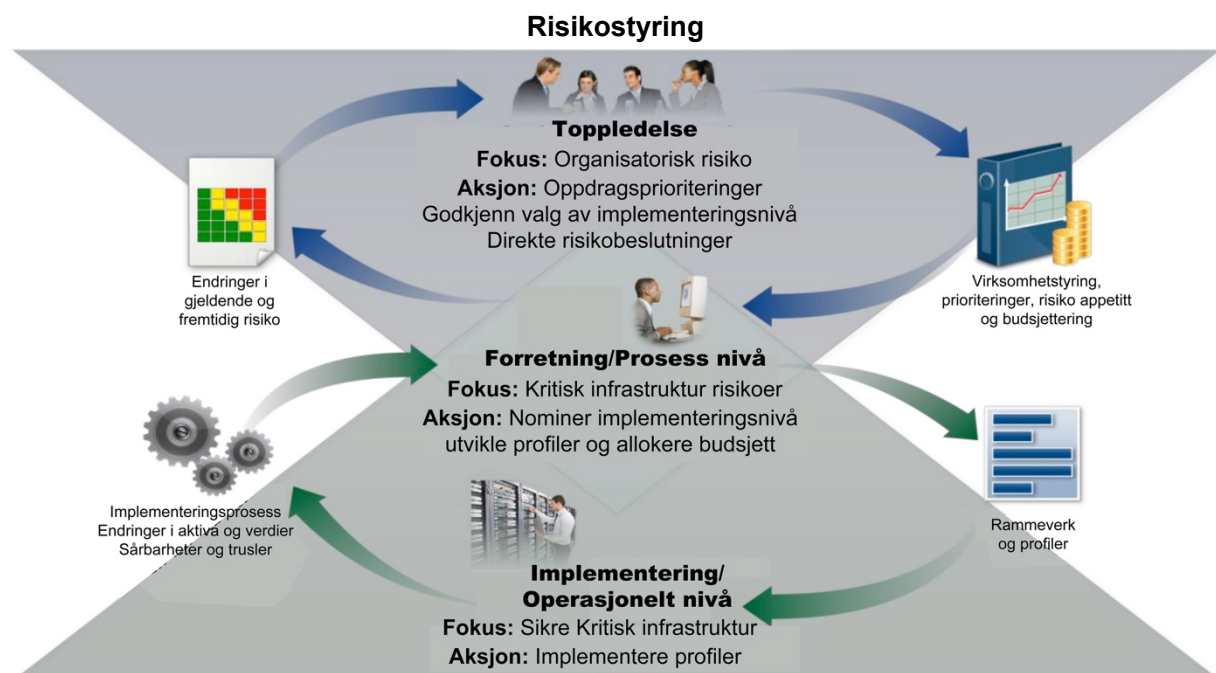 Risikostyring
Toppledelse
Fokus: Organisatorisk risiko
Aksjon: Oppdragsprioriteringer
Godkjenn valg av implementeringsnivå
Direkte risikobeslutninger
Endringer i
gjeldende og
fremtidig risiko
Virksomhetstyring,
prioriteringer, risiko appetitt
og budsjettering
Forretning/Prosess nivå
Fokus: Kritisk infrastruktur risikoer
Aksjon: Nominer implementeringsnivå
utvikle profiler og allokere budsjett
Implementeringsprosess
Endringer i aktiva og verdier
Sårbarheter og trusler
Rammeverk
og profiler
Implementering/
Operasjonelt nivå
Fokus: Sikre Kritisk infrastruktur
Aksjon: Implementere profiler